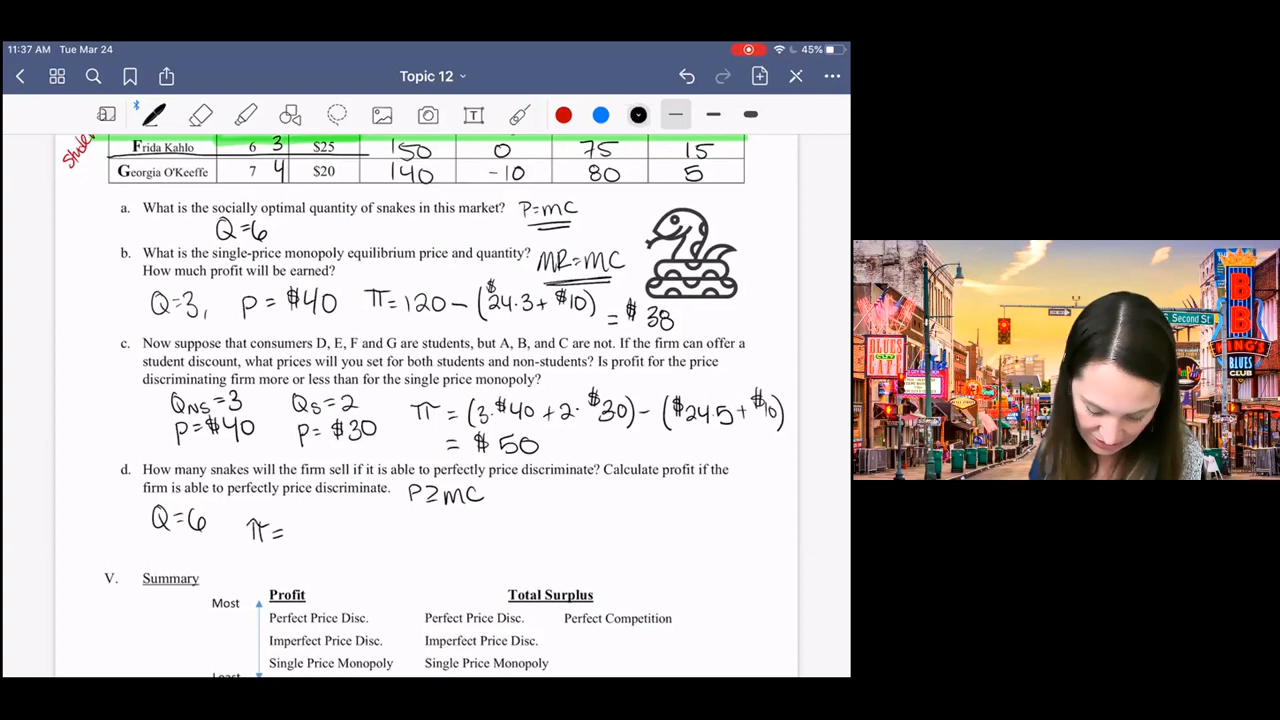 11:37 AM Tue Mar 24
45%
Topic 12
Frida Kahlo 6 3 $25 150 0 75 15
Georgia O'Keeffe 7 4 $20 140 -10 80 5
a. What is the socially optimal quantity of snakes in this market? P=MC
Q=6
b. What is the single-price monopoly equilibrium price and quantity? MR=MC
How much profit will be earned?
Q=3, P=$40 π=120-($24·3+$10)
=$38
c. Now suppose that consumers D, E, F and G are students, but A, B, and C are not. If the firm can offer a
student discount, what prices will you set for both students and non-students? Is profit for the price
discriminating firm more or less than for the single price monopoly?
QNS=3 QS=2 π=(3·$40+2·$30)-($24·5+$10)
P=$40 P=$30
=$50
d. How many snakes will the firm sell if it is able to perfectly price discriminate? Calculate profit if the
firm is able to perfectly price discriminate. P≥MC
Q=6 π=
V. Summary
Profit Total Surplus
Most
Perfect Price Disc. Perfect Price Disc. Perfect Competition
Imperfect Price Disc. Imperfect Price Disc.
Single Price Monopoly Single Price Monopoly
SECOND ST.
BLUES
B
B
KING'S
BLUES
CLUB